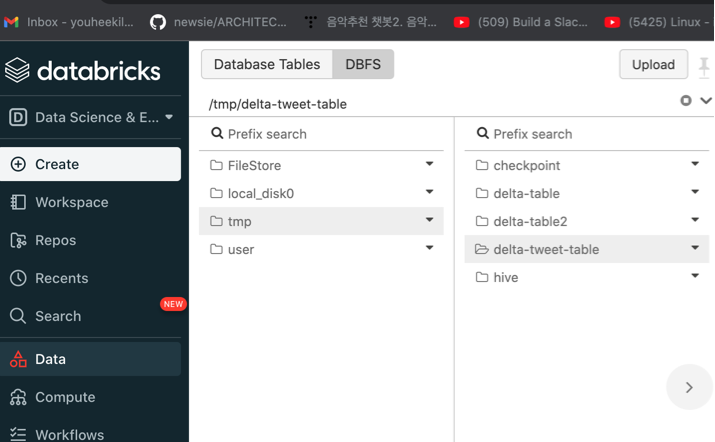 Inbox - youheekil...
newsie/ARCHITEC...
음악추천 챗봇2. 음악...
(509) Build a Slac...
(5425) Linux -
databricks
D Data Science & E...
Create
Workspace
Repos
Recents
NEW
Search
Data
Compute
Workflows
Database Tables
DBFS
Upload
/tmp/delta-tweet-table
Prefix search
FileStore
local_disk0
tmp
user
Prefix search
checkpoint
delta-table
delta-table2
delta-tweet-table
hive